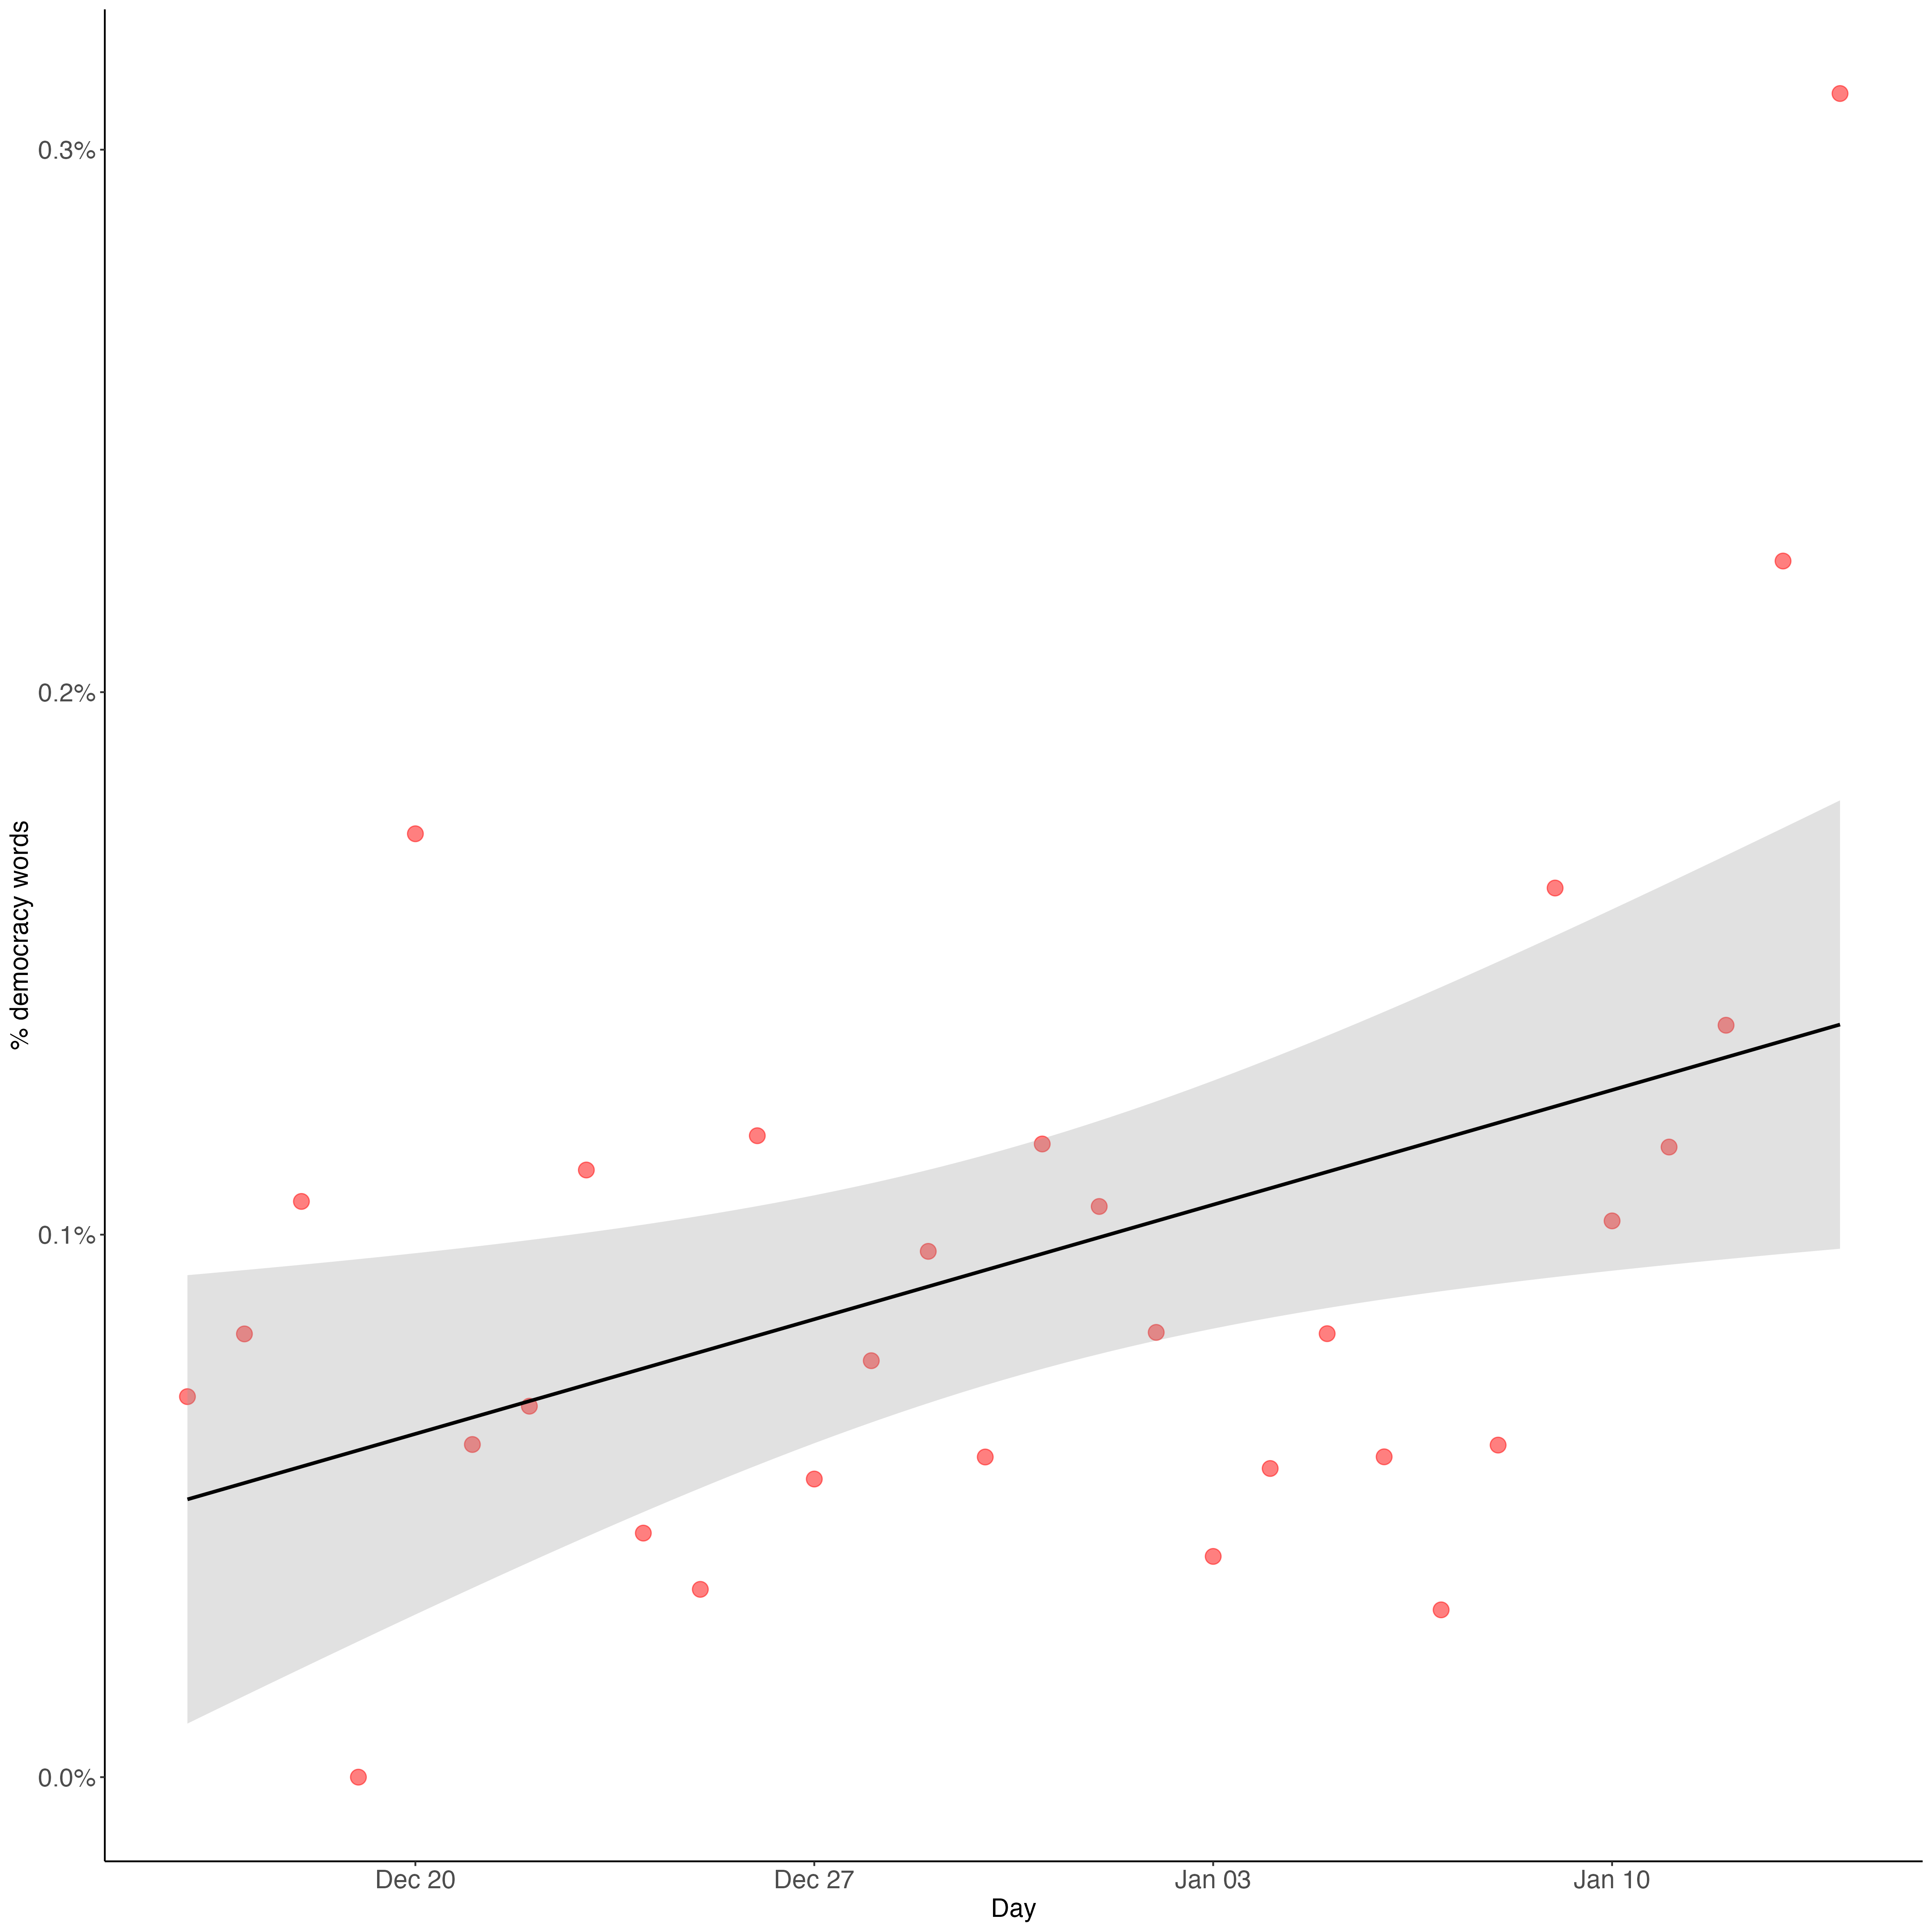 0.3%
0.2%
0.1%
0.0%
% democracy words
Dec 20
Dec 27
Jan 03
Jan 10
Day